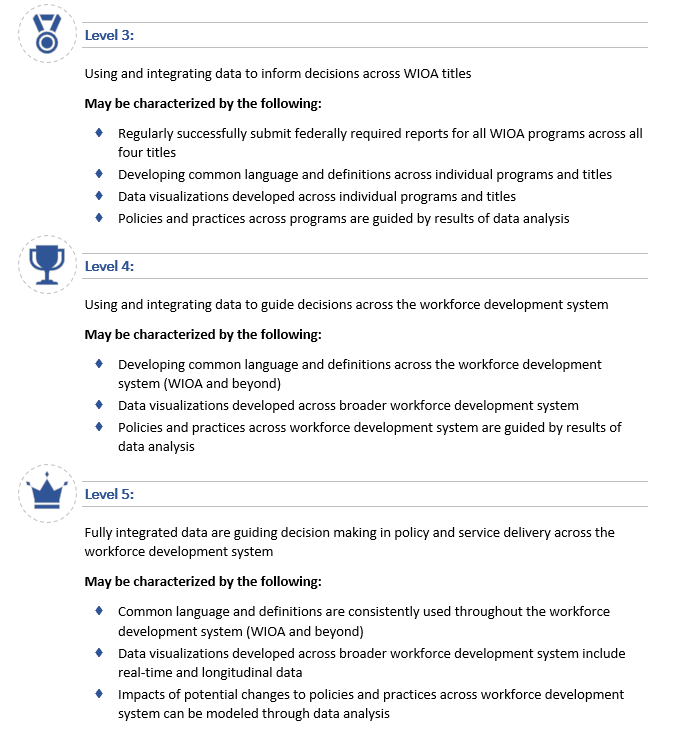 Level 3:
Using and integrating data to inform decisions across WIOA titles
May be characterized by the following:
♦ Regularly successfully submit federally required reports for all WIOA programs across all
four titles
♦ Developing common language and definitions across individual programs and titles
♦ Data visualizations developed across individual programs and titles
♦ Policies and practices across programs are guided by results of data analysis
Level 4:
Using and integrating data to guide decisions across the workforce development system
May be characterized by the following:
♦ Developing common language and definitions across the workforce development
system (WIOA and beyond)
♦ Data visualizations developed across broader workforce development system
♦ Policies and practices across workforce development system are guided by results of
data analysis
Level 5:
Fully integrated data are guiding decision making in policy and service delivery across the
workforce development system
May be characterized by the following:
♦ Common language and definitions are consistently used throughout the workforce
development system (WIOA and beyond)
♦ Data visualizations developed across broader workforce development system include
real-time and longitudinal data
♦ Impacts of potential changes to policies and practices across workforce development
system can be modeled through data analysis